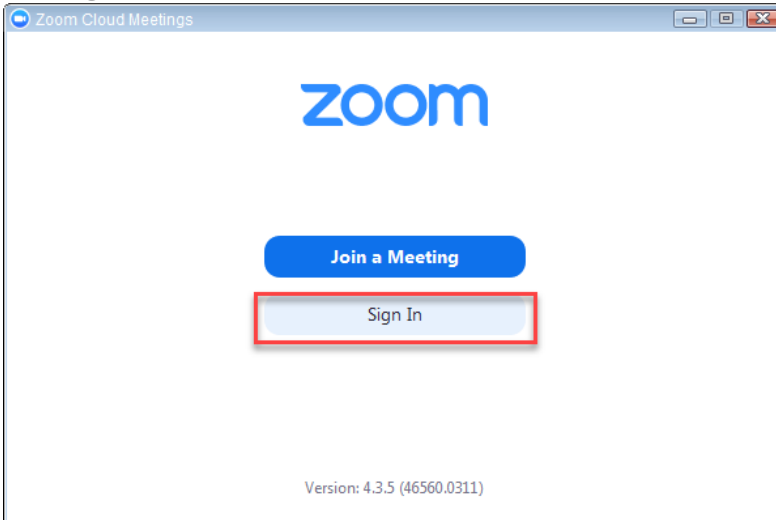 Zoom Cloud Meetings
zoom
Join a Meeting
Sign In
Version: 4.3.5 (46560.0311)